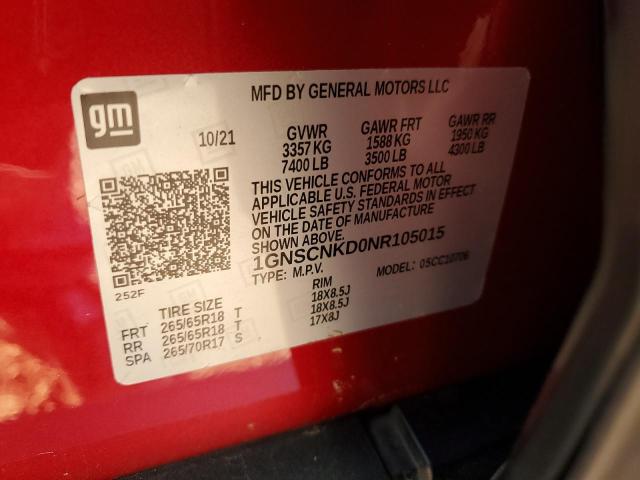 MFD BY GENERAL MOTORS LLC
gm
10/21
GVWR GAWR FRT GAWR RR
3357 KG 1588 KG 1950 KG
7400 LB 3500 LB 4300 LB
THIS VEHICLE CONFORMS TO ALL
APPLICABLE U.S. FEDERAL MOTOR
VEHICLE SAFETY STANDARDS IN EFFECT
ON THE DATE OF MANUFACTURE
SHOWN ABOVE.
1GNSCNKD0NR105015
TYPE: M.P.V. MODEL: 05CC10706
252F
TIRE SIZE RIM
FRT 265/65R18 T 18X8.5J
RR 265/65R18 T 18X8.5J
SPA 265/70R17 S 17X8J